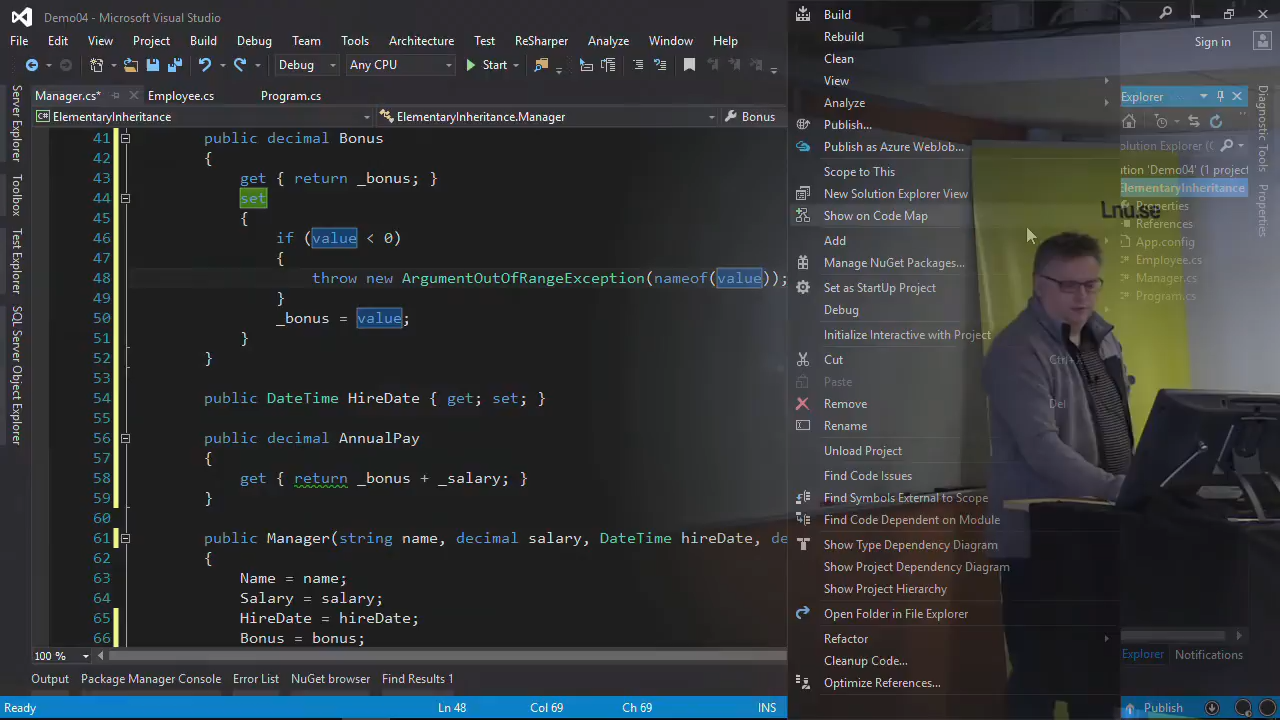 Demo04 - Microsoft Visual Studio
File Edit View Project Build Debug Team Tools Architecture Test ReSharper Analyze Window Help
Sign in
Debug Any CPU Start
Manager.cs* Employee.cs Program.cs
ElementaryInheritance ElementaryInheritance.Manager Bonus
41 public decimal Bonus
42 {
43 get { return _bonus; }
44 set
45 {
46 if (value < 0)
47 {
48 throw new ArgumentOutOfRangeException(nameof(value));
49 }
50 _bonus = value;
51 }
52 }
53
54 public DateTime HireDate { get; set; }
55
56 public decimal AnnualPay
57 {
58 get { return _bonus + _salary; }
59 }
60
61 public Manager(string name, decimal salary, DateTime hireDate, de
62 {
63 Name = name;
64 Salary = salary;
65 HireDate = hireDate;
66 Bonus = bonus;
100 %
Server Explorer
Toolbox
Test Explorer
SQL Server Object Explorer
Build
Rebuild
Clean
View
Analyze
Publish...
Publish as Azure WebJob...
Scope to This
New Solution Explorer View
Show on Code Map
Add
Manage NuGet Packages...
Set as StartUp Project
Debug
Initialize Interactive with Project
Cut Ctrl+
Paste
Remove Del
Rename
Unload Project
Find Code Issues
Find Symbols External to Scope
Find Code Dependent on Module
Show Type Dependency Diagram
Show Project Dependency Diagram
Show Project Hierarchy
Open Folder in File Explorer
Refactor
Cleanup Code...
Optimize References...
Explorer
olution Explorer (
ution 'Demo04' (1 project
ElementaryInheritance
Properties
References
App.config
Employee.cs
Manager.cs
Program.cs
Lnu.se
Diagnostic Tools
Properties
Explorer Notifications
Output Package Manager Console Error List NuGet browser Find Results 1
Ready Ln 48 Col 69 Ch 69 INS Publish